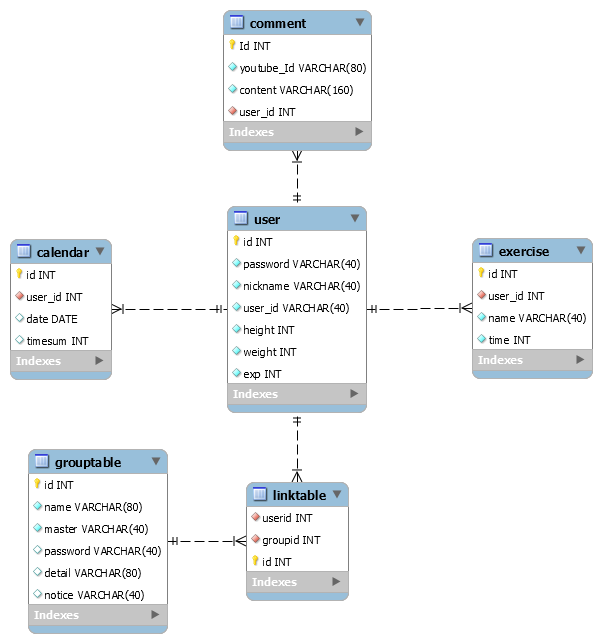 comment
Id INT
youtube_Id VARCHAR(80)
content VARCHAR(160)
user_id INT
Indexes
user
id INT
password VARCHAR(40)
nickname VARCHAR(40)
user_id VARCHAR(40)
height INT
weight INT
exp INT
Indexes
calendar
id INT
user_id INT
date DATE
timesum INT
Indexes
exercise
id INT
user_id INT
name VARCHAR(40)
time INT
Indexes
grouptable
id INT
name VARCHAR(80)
master VARCHAR(40)
password VARCHAR(40)
detail VARCHAR(80)
notice VARCHAR(40)
Indexes
linktable
userid INT
groupid INT
id INT
Indexes